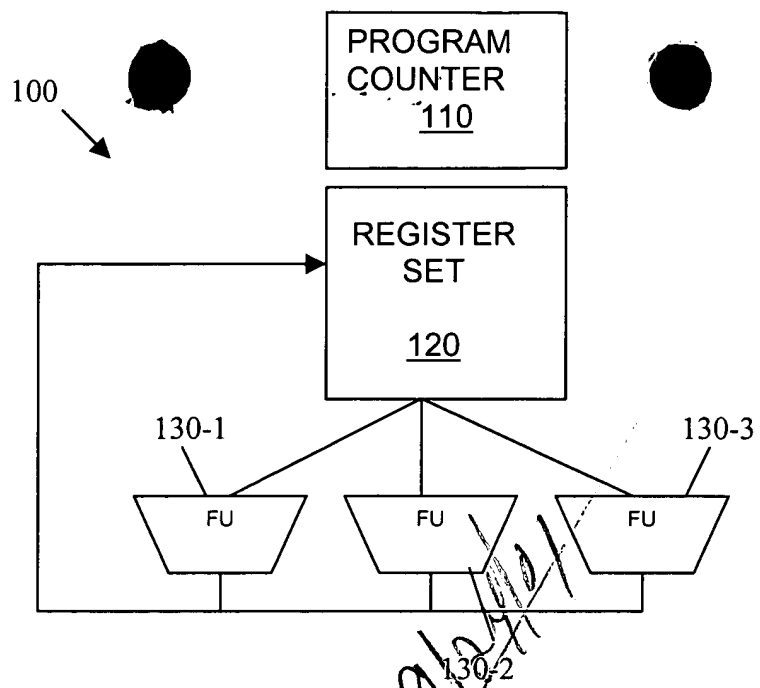 100
PROGRAM
COUNTER
110
REGISTER
SET
120
130-1
130-3
FU
FU
FU
130-2